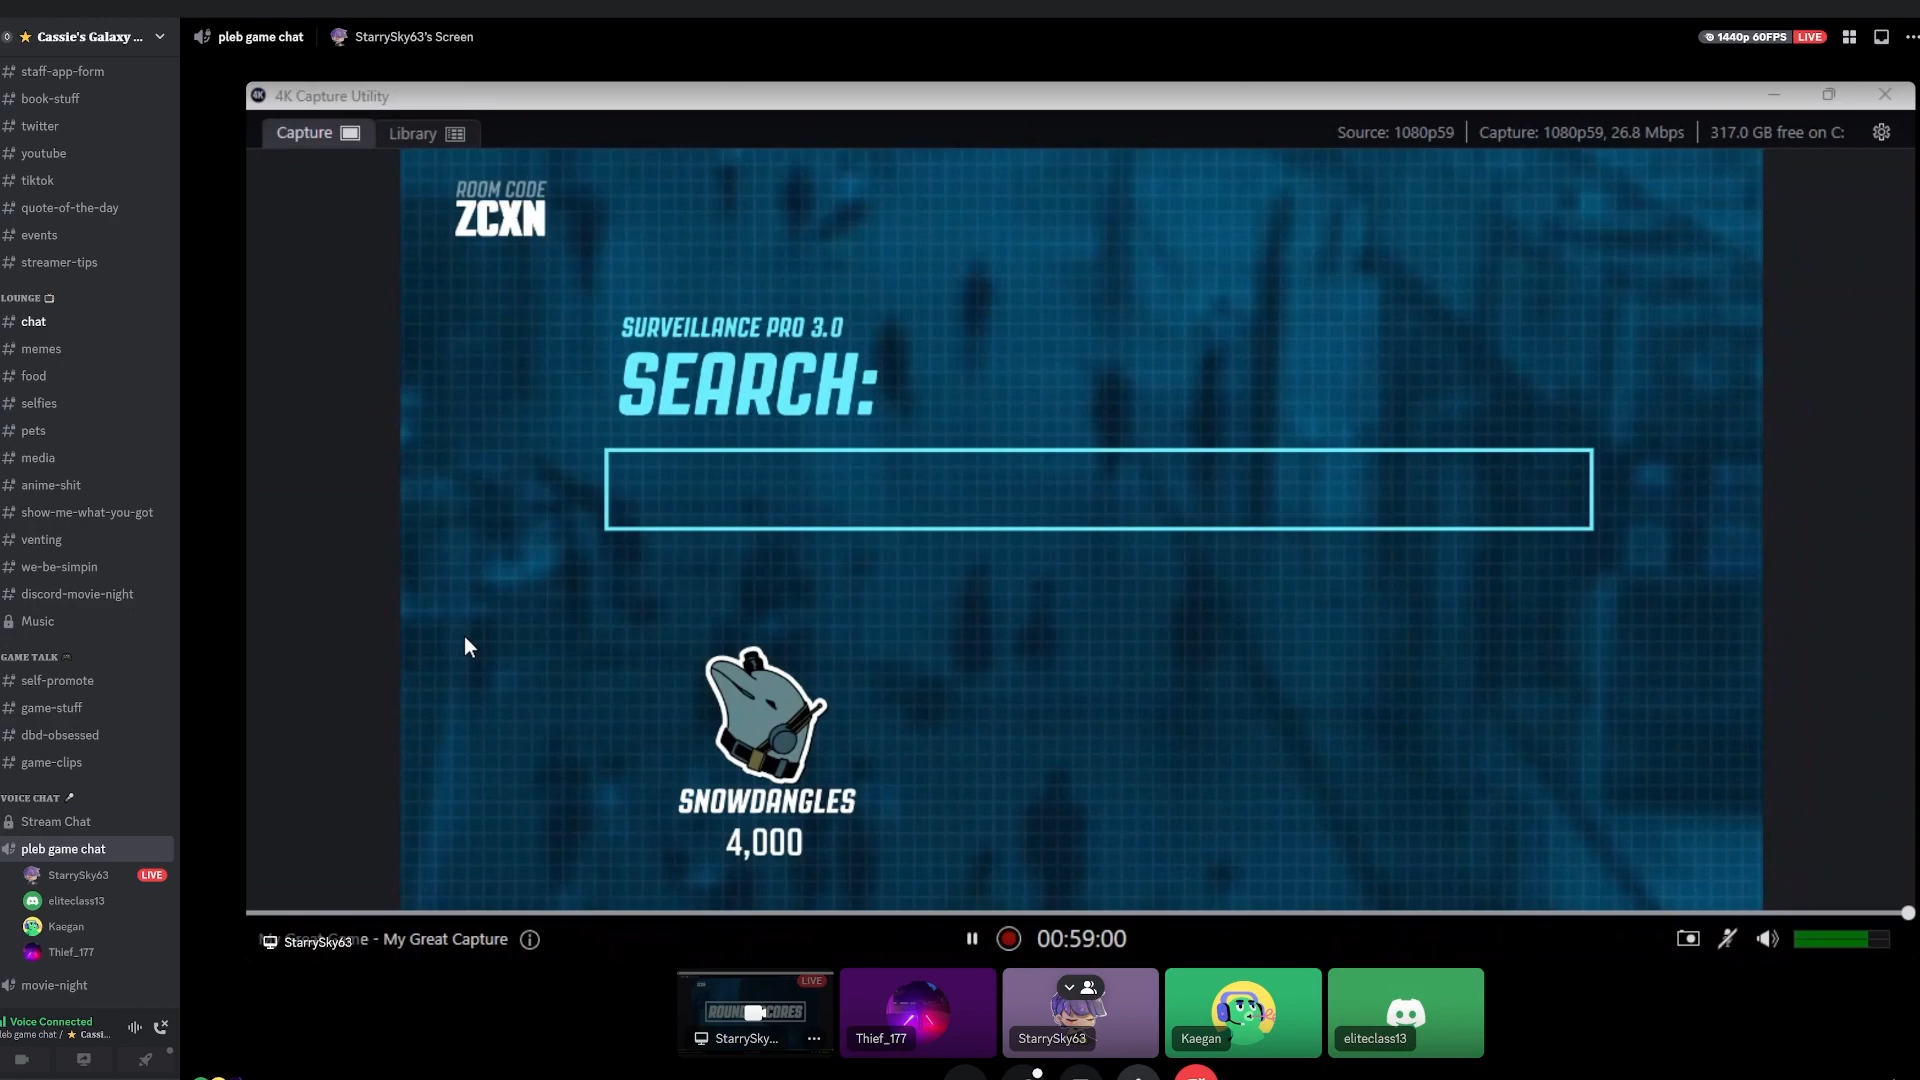 Cassie's Galaxy ...
pleb game chat
StarrySky63's Screen
1440p 60FPS
LIVE
staff-app-form
book-stuff
twitter
youtube
tiktok
quote-of-the-day
events
streamer-tips
LOUNGE
chat
memes
food
selfies
pets
media
anime-shit
show-me-what-you-got
venting
we-be-simpin
discord-movie-night
Music
GAME TALK
self-promote
game-stuff
dbd-obsessed
game-clips
VOICE CHAT
Stream Chat
pleb game chat
StarrySky63
LIVE
eliteclass13
Kaegan
Thief_177
movie-night
Voice Connected
leb game chat / Cassi...
4K
4K Capture Utility
Capture
Library
Source: 1080p59
Capture: 1080p59, 26.8 Mbps
317.0 GB free on C:
ROOM CODE
ZCXN
SURVEILLANCE PRO 3.0
SEARCH:
SNOWDANGLES
4,000
StarrySky63
- My Great Capture
00:59:00
LIVE
StarrySky...
Thief_177
StarrySky63
Kaegan
eliteclass13